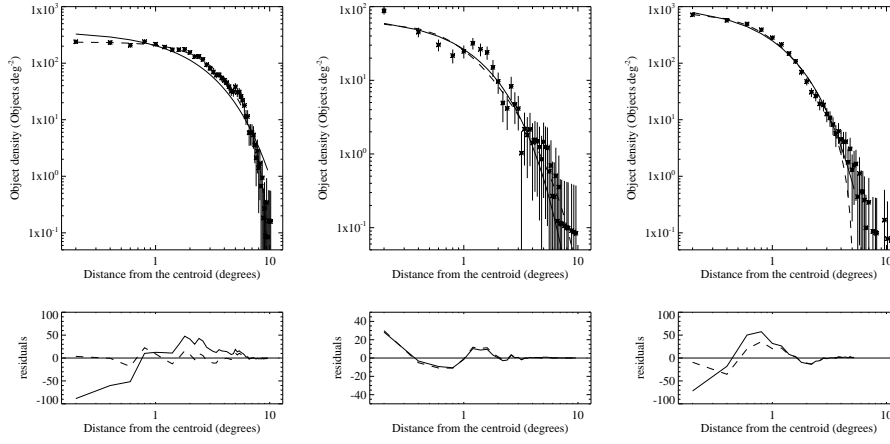 1x10³
1x10²
1x10¹
1x10⁰
1x10⁻¹
Object density (Objects deg⁻²)
1
10
Distance from the centroid (degrees)
1x10²
1x10¹
1x10⁰
1x10⁻¹
Object density (Objects deg⁻²)
1
10
Distance from the centroid (degrees)
1x10³
1x10²
1x10¹
1x10⁰
1x10⁻¹
Object density (Objects deg⁻²)
1
10
Distance from the centroid (degrees)
100
50
0
-50
-100
residuals
1
10
Distance from the centroid (degrees)
40
20
0
-20
-40
residuals
1
10
Distance from the centroid (degrees)
100
50
0
-50
-100
residuals
1
10
Distance from the centroid (degrees)